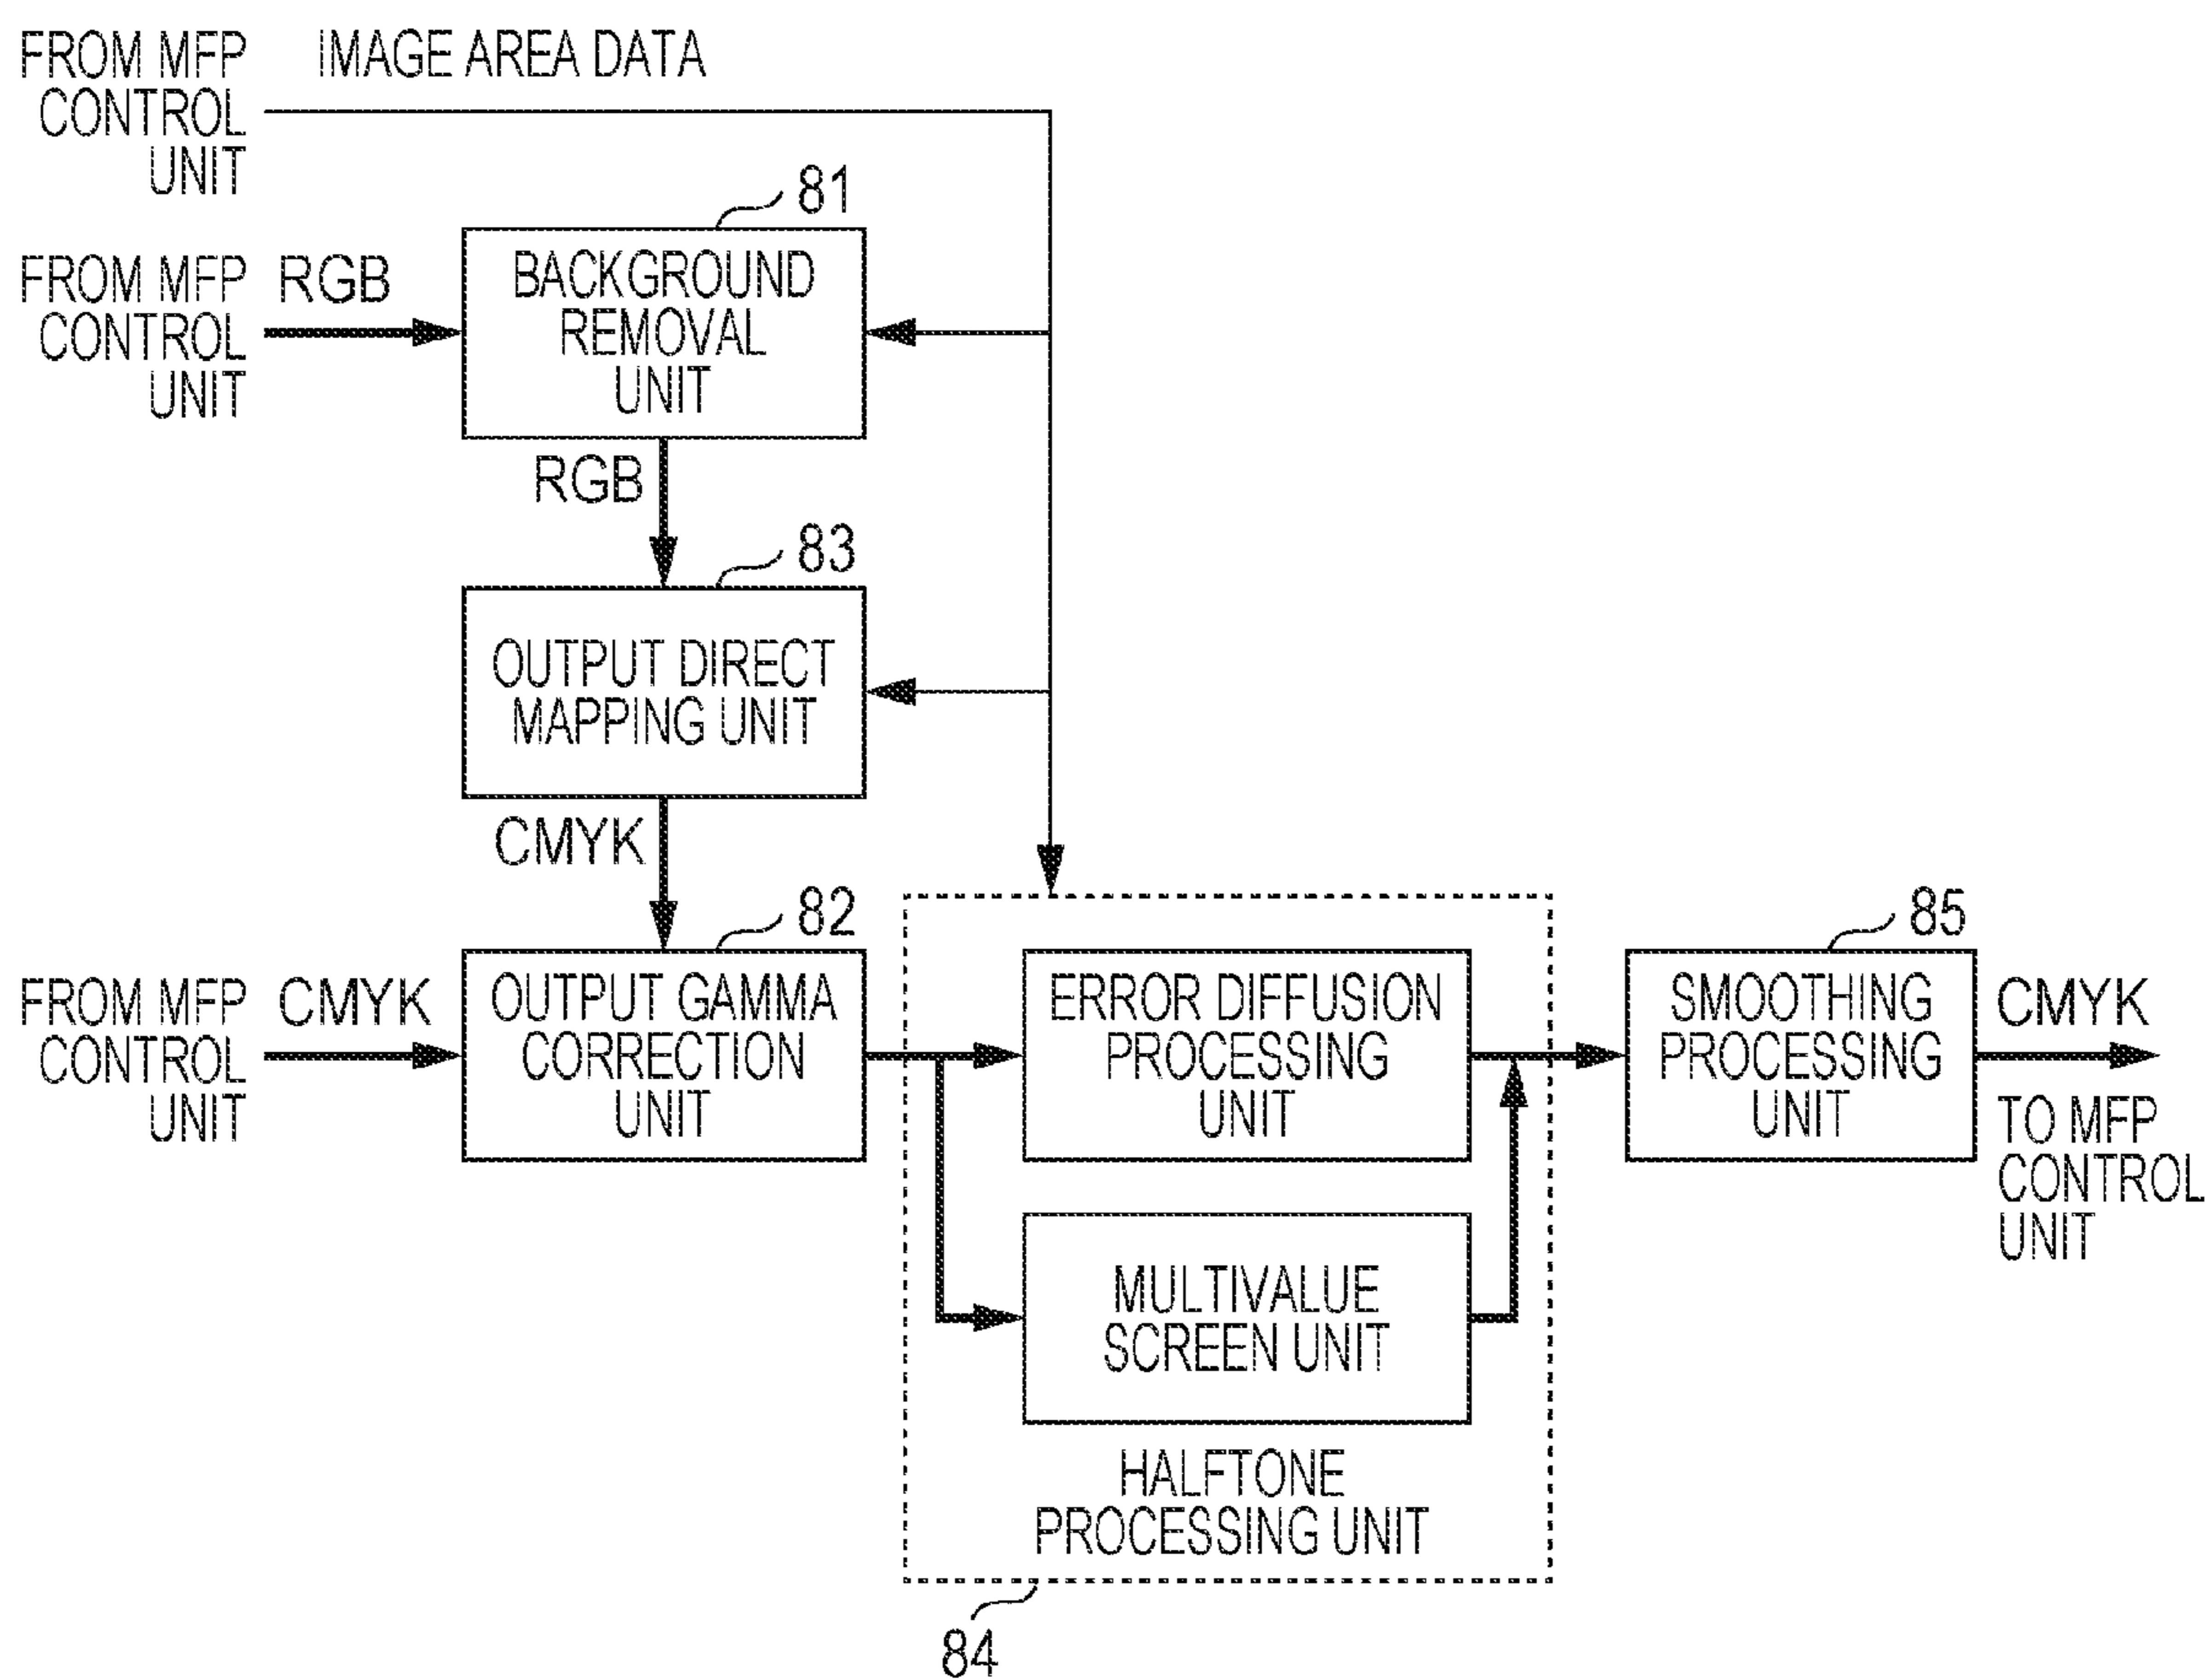 FROM MFP
CONTROL
UNIT
IMAGE AREA DATA
81
FROM MFP
CONTROL
UNIT
RGB
BACKGROUND
REMOVAL
UNIT
RGB
83
OUTPUT DIRECT
MAPPING UNIT
CMYK
82
FROM MFP
CONTROL
UNIT
CMYK
OUTPUT GAMMA
CORRECTION
UNIT
ERROR DIFFUSION
PROCESSING
UNIT
85
SMOOTHING
PROCESSING
UNIT
CMYK
TO MFP
CONTROL
UNIT
MULTIVALUE
SCREEN UNIT
HALFTONE
PROCESSING UNIT
84